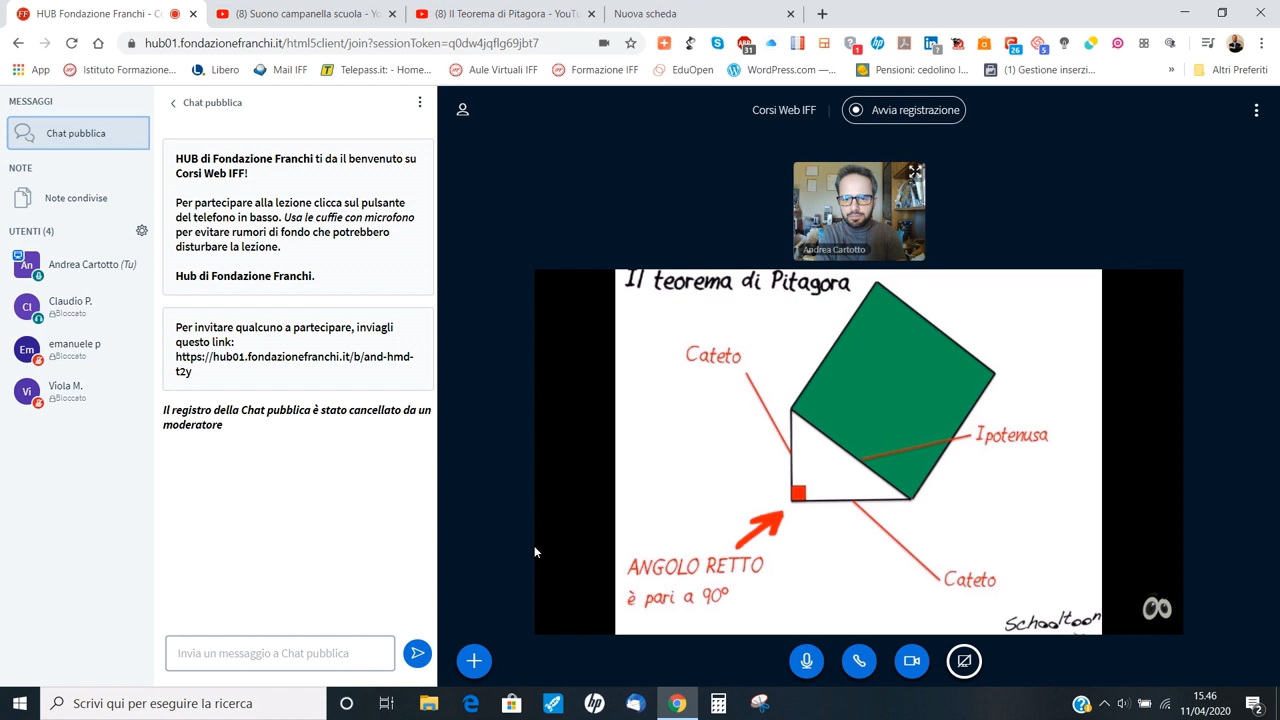 HUB Fondazione Franchi - Co
(8) Suono campanella scuola - Yo
(8) Il Teorema di Pitagora - YouTu
Nuova scheda
hub01.fondazionefranchi.it/html5client/join?sessionToken=q0dwdtqflg69jbt7
App
Istituto Formazione...
Libero
Mail IFF
Telepass.it: - Home...
Aule Virtuali IFF
Formazione IFF
EduOpen
WordPress.com —...
Pensioni: cedolino I...
(1) Gestione inserzi...
»
Altri Preferiti
MESSAGGI
Chat pubblica
NOTE
Note condivise
UTENTI (4)
An
Andrea Cartotto (Tu)
Cl
Claudio P.
Bloccato
Em
emanuele p
Bloccato
Vi
Viola M.
Bloccato
Chat pubblica
HUB di Fondazione Franchi ti da il benvenuto su
Corsi Web IFF!
Per partecipare alla lezione clicca sul pulsante
del telefono in basso. Usa le cuffie con microfono
per evitare rumori di fondo che potrebbero
disturbare la lezione.
Hub di Fondazione Franchi.
Per invitare qualcuno a partecipare, inviagli
questo link:
https://hub01.fondazionefranchi.it/b/and-hmd-
t2y
Il registro della Chat pubblica è stato cancellato da un
moderatore
Invia un messaggio a Chat pubblica
Corsi Web IFF
Avvia registrazione
Andrea Cartotto
Il teorema di Pitagora
Cateto
Ipotenusa
ANGOLO RETTO
è pari a 90°
Cateto
Schooltoon
Scrivi qui per eseguire la ricerca
15.46
11/04/2020
2